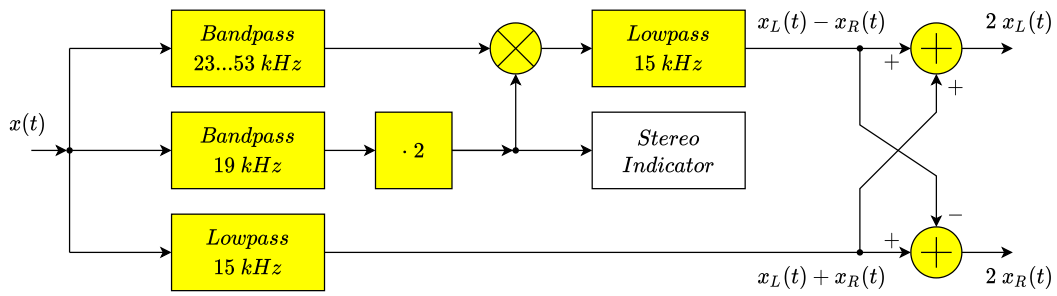 x_L(t) − x_R(t)
2 x_L(t)
Bandpass
23...53 kHz
Lowpass
15 kHz
+
+
x(t)
Bandpass
19 kHz
· 2
Stereo
Indicator
−
+
Lowpass
15 kHz
x_L(t) + x_R(t)
2 x_R(t)